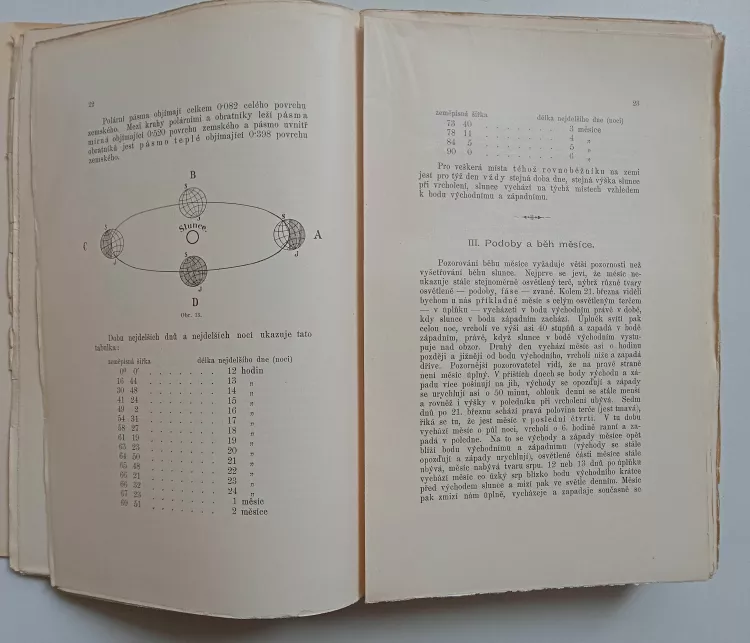 22
Polární pásma objímají celkem 0·082 celého povrchu
zemského. Mezi kruhy polárními a obratníky leží pásma
mírná objímající 0·520 povrchu zemského a pásmo uvnitř
obratníků jest pásmo teplé objímající 0·398 povrchu
zemského.
B
S
J
C
S
J
Slunce
S
J
A
S
J
D
Obr. 13.
Dobu nejdelších dnů a nejdelších nocí ukazuje tato
tabulka:
zeměpisná šířka délka nejdelšího dne (noci)
0° 0′ . . . . . . . 12 hodin
16 44 . . . . . . . 13 „
30 48 . . . . . . . 14 „
41 24 . . . . . . . 15 „
49 2 . . . . . . . 16 „
54 31 . . . . . . . 17 „
58 27 . . . . . . . 18 „
61 19 . . . . . . . 19 „
63 23 . . . . . . . 20 „
64 50 . . . . . . . 21 „
65 48 . . . . . . . 22 „
66 21 . . . . . . . 23 „
66 32 . . . . . . . 24 „
67 23 . . . . . . . 1 měsíc
69 51 . . . . . . . 2 měsíce
23
zeměpisná šířka délka nejdelšího dne (noci)
73 40 . . . . . . . 3 měsíce
78 11 . . . . . . . 4 „
84 5 . . . . . . . 5 „
90 0 . . . . . . . 6 „
Pro veškerá místa téhož rovnoběžníku na zemi
jest pro týž den vždy stejná doba dne, stejná výška slunce
při vrcholení, slunce vychází na týchž místech vzhledem
k bodu východnímu a západnímu.
III. Podoby a běh měsíce.
Pozorování běhu měsíce vyžaduje větší pozornosti než
vyšetřování běhu slunce. Nejprve se jeví, že měsíc ne-
ukazuje stále stejnoměrně osvětlený terč, nýbrž různé tvary
osvětlené — podoby, fáse — zvané. Kolem 21. března viděli
bychom u nás příkladně měsíc s celým osvětleným terčem
— v úplňku — vycházeti v bodu východním právě v době,
kdy slunce v bodu západním zachází. Úplněk svítí pak
celou noc, vrcholí ve výši asi 40 stupňů a zapadá v bodě
západním, právě, když slunce v bodě východním vystu-
puje nad obzor. Druhý den vychází měsíc asi o hodinu
později a jižněji od bodu východního, vrcholí níže a zapadá
dříve. Pozornější pozorovatel vidí, že na pravé straně
není měsíc plný. V příštích dnech se body východu a zá-
padu více pošinují na jih, východy se opozďují a západy
se urychlují asi o 50 minut, oblouk denní se stále menší
a rovněž i výšky v poledníku při vrcholení ubývá. Sedm
dnů po 21. březnu schází pravá polovina terče (jest tmavá),
říká se tu, že jest měsíc v poslední čtvrti. V tu dobu
vychází měsíc o půl noci, vrcholí o 6. hodině ranní a za-
padá v poledne. Na to se východy a západy měsíce opět
blíží bodu východnímu a západnímu (východy se stále
opozďují a západy urychlují), osvětlené části měsíce stále
ubývá, měsíc nabývá tvaru srpu. 12 neb 13 dnů po úplňku
vychází měsíc co úzký srp blízko bodu východního krátce
před východem slunce a mizí pak ve světle denním. Měsíc
pak zmizí nám úplně, vycházeje a zapadaje současně se